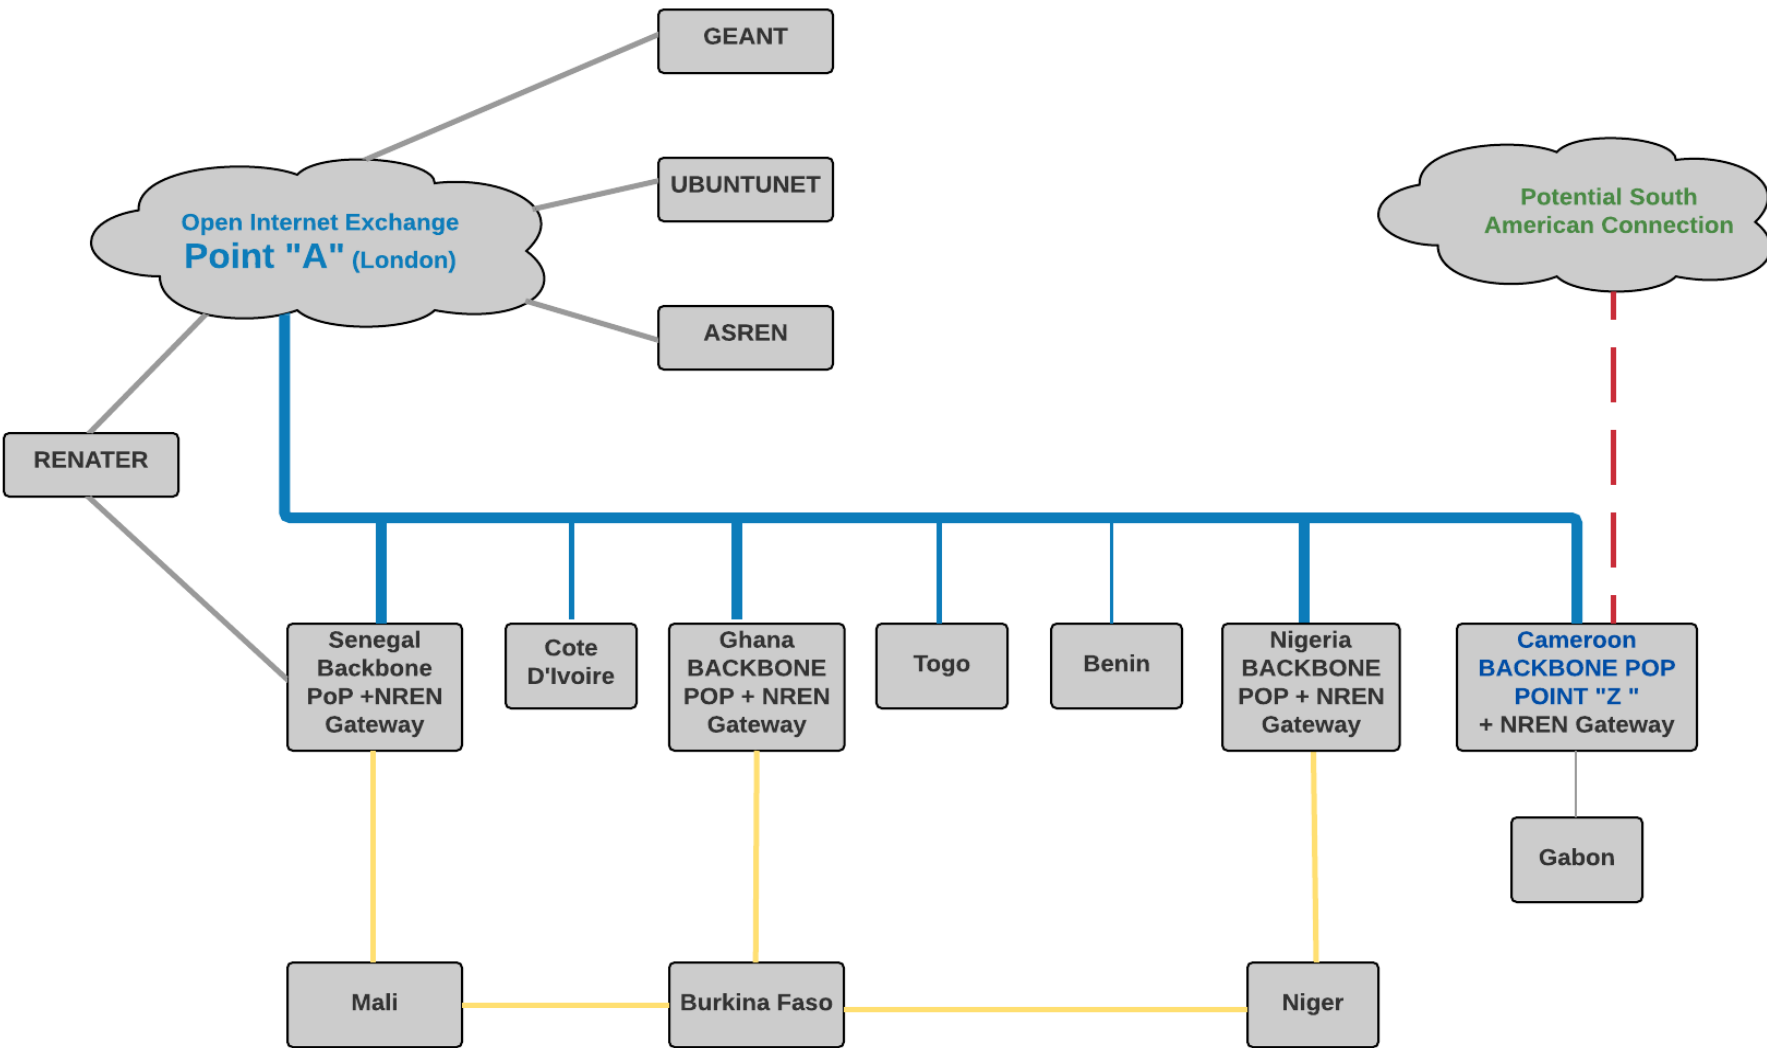 GEANT
UBUNTUNET
Open Internet Exchange
Point "A" (London)
Potential South
American Connection
ASREN
RENATER
Senegal
Backbone
PoP +NREN
Gateway
Cote
D'Ivoire
Ghana
BACKBONE
POP + NREN
Gateway
Togo
Benin
Nigeria
BACKBONE
POP + NREN
Gateway
Cameroon
BACKBONE POP
POINT "Z "
+ NREN Gateway
Gabon
Mali
Burkina Faso
Niger